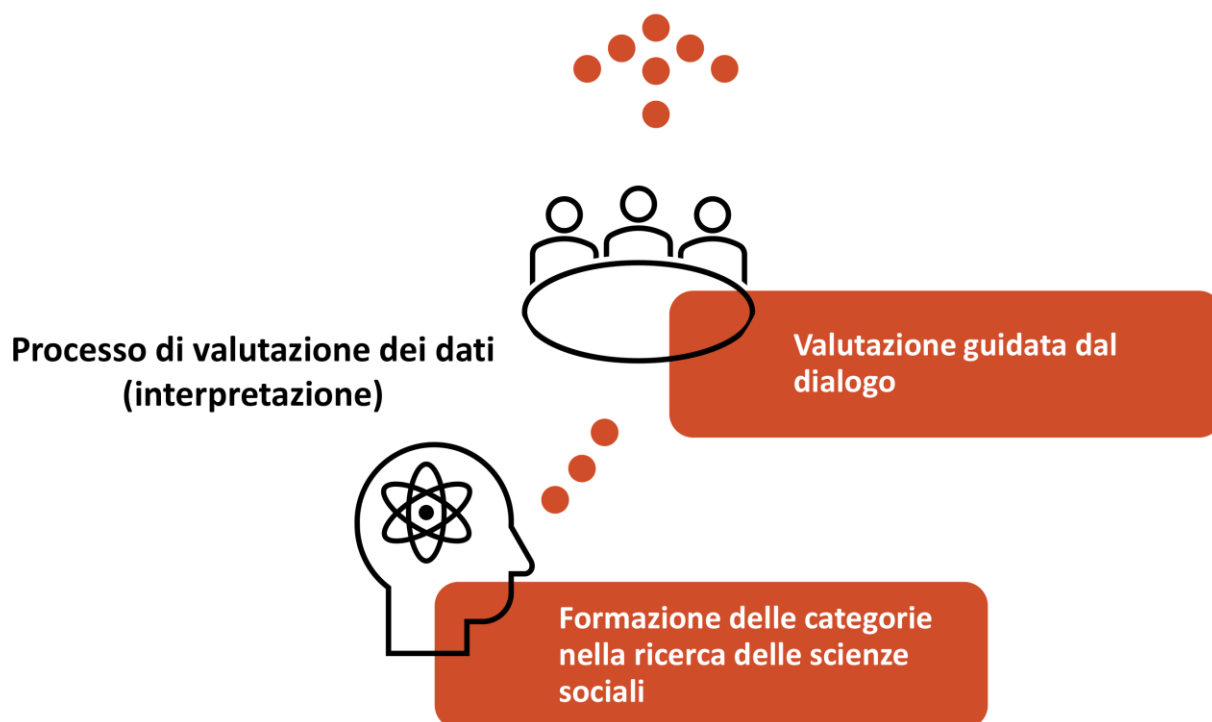 Processo di valutazione dei dati
(interpretazione)
Valutazione guidata dal
dialogo
Formazione delle categorie
nella ricerca delle scienze
sociali